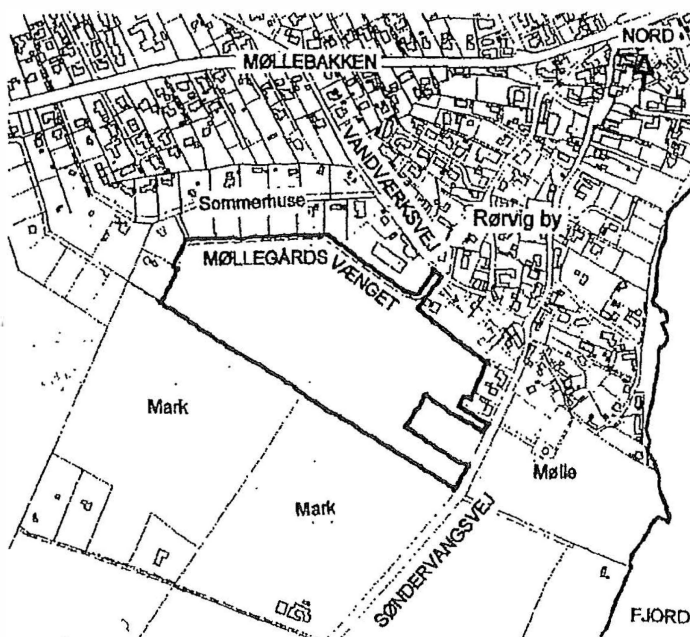 NORD
MØLLEBAKKEN
VANDVÆRKSVEJ
Sommerhuse
Rørvig by
MØLLEGÅRDS
VÆNGET
Mark
Mølle
Mark
SØNDERVANGSVEJ
FJORD